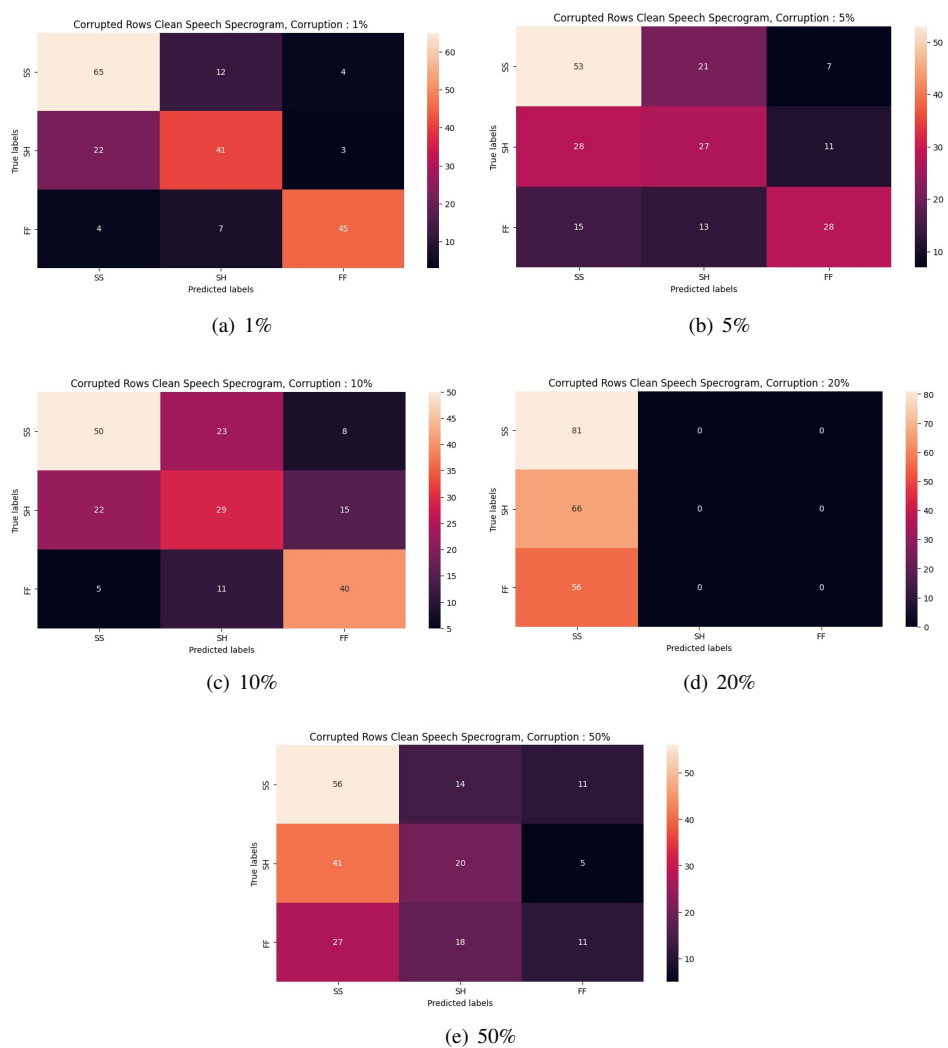 Corrupted Rows Clean Speech Specrogram, Corruption : 1%
SS 65 12 4
SH 22 41 3
FF 4 7 45
SS SH FF
True labels
Predicted labels
60
50
40
30
20
10
(a) 1%
Corrupted Rows Clean Speech Specrogram, Corruption : 5%
SS 53 21 7
SH 28 27 11
FF 15 13 28
SS SH FF
True labels
Predicted labels
50
40
30
20
10
(b) 5%
Corrupted Rows Clean Speech Specrogram, Corruption : 10%
SS 50 23 8
SH 22 29 15
FF 5 11 40
SS SH FF
True labels
Predicted labels
50
45
40
35
30
25
20
15
10
5
(c) 10%
Corrupted Rows Clean Speech Specrogram, Corruption : 20%
SS 81 0 0
SH 66 0 0
FF 56 0 0
SS SH FF
True labels
Predicted labels
80
70
60
50
40
30
20
10
0
(d) 20%
Corrupted Rows Clean Speech Specrogram, Corruption : 50%
SS 56 14 11
SH 41 20 5
FF 27 18 11
SS SH FF
True labels
Predicted labels
50
40
30
20
10
(e) 50%